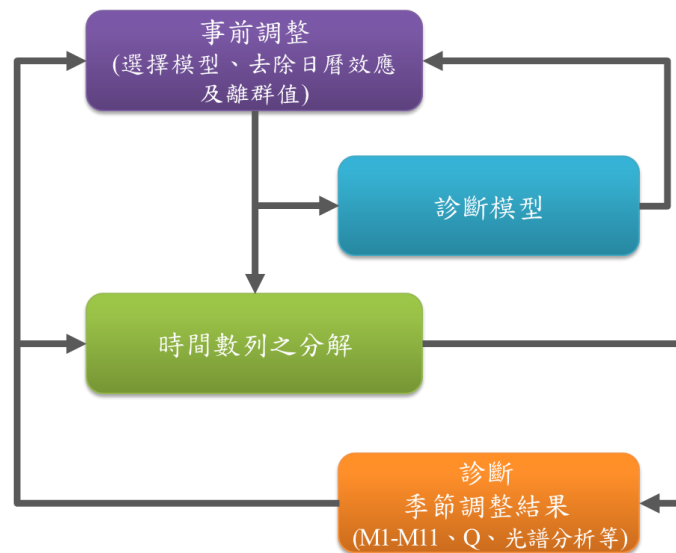 事前調整
(選擇模型、去除日曆效應
及離群值)
診斷模型
時間數列之分解
診斷
季節調整結果
(M1-M11、Q、光譜分析等)